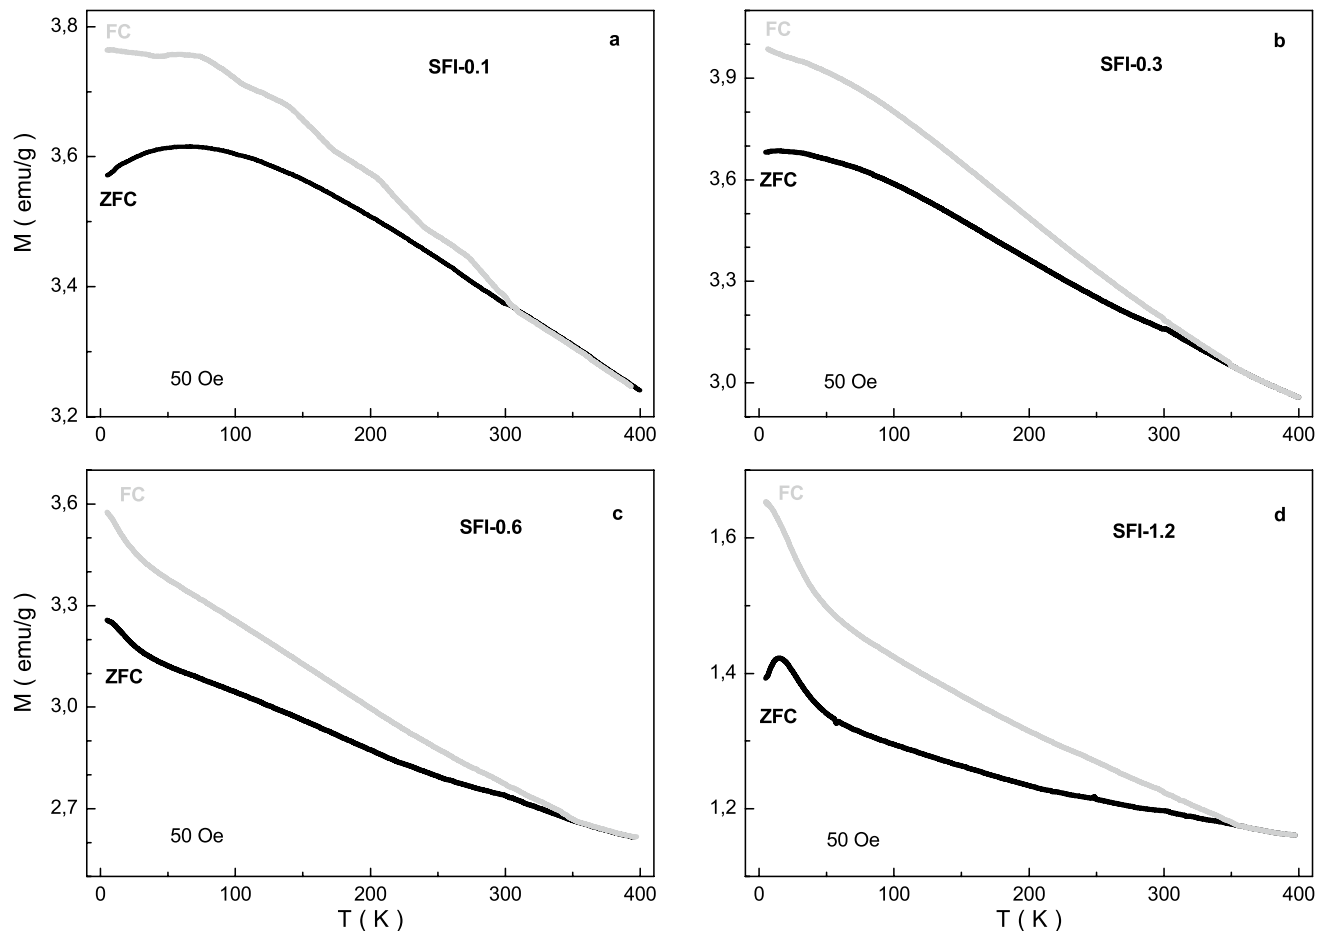 3,8
FC
a
SFI-0.1
3,6
ZFC
3,4
50 Oe
3,2
0 100 200 300 400
M ( emu/g )
FC
b
SFI-0.3
3,9
3,6
ZFC
3,3
3,0
50 Oe
0 100 200 300 400
3,6
FC
c
SFI-0.6
3,3
ZFC
3,0
2,7
50 Oe
0 100 200 300 400
M ( emu/g )
T ( K )
FC
d
SFI-1.2
1,6
1,4
ZFC
1,2
50 Oe
0 100 200 300 400
T ( K )